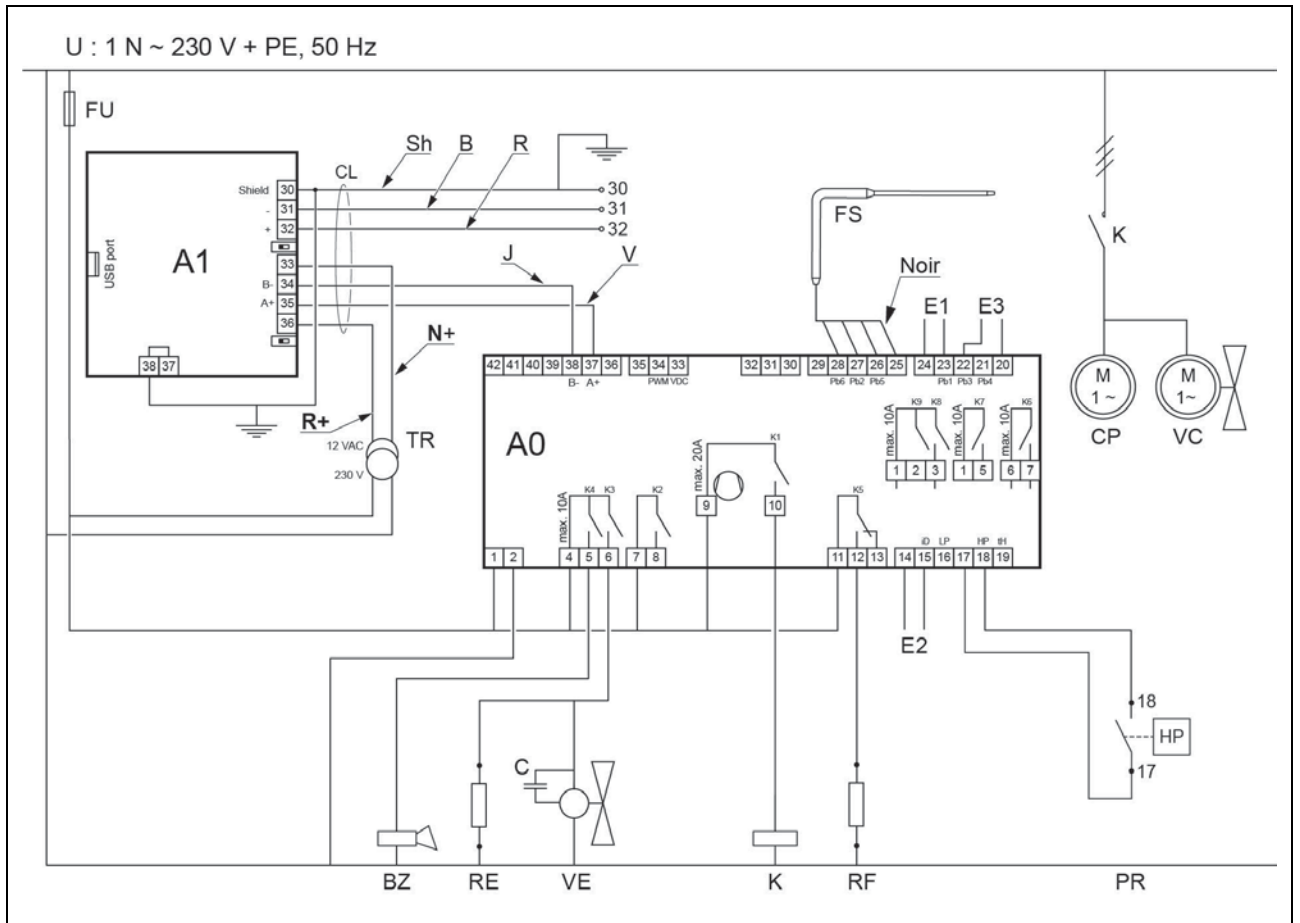 U : 1 N ~ 230 V + PE, 50 Hz
FU
Sh B R
CL
Shield 30
- 31
+ 32
33
B- 34
A+ 35
36
USB port
A1
38 37
30
31
32
J V
N+
R+
12 VAC
230 V
TR
FS
Noir
E1 E3
K
M
1 ~
CP
M
1~
VC
42 41 40 39 38 37 36 35 34 33 32 31 30 29 28 27 26 25 24 23 22 21 20
B- A+ PWM VDC Pb6 Pb2 Pb5 Pb1 Pb3 Pb4
A0
max. 10A K9 K8
1 2 3
max. 10A K7
1 5
max. 10A K6
6 7
max. 20A K1
9 10
max. 10A K4 K3
K2
K5
iD LP HP tH
1 2 4 5 6 7 8 11 12 13 14 15 16 17 18 19
E2
18
HP
17
C
BZ RE VE K RF PR